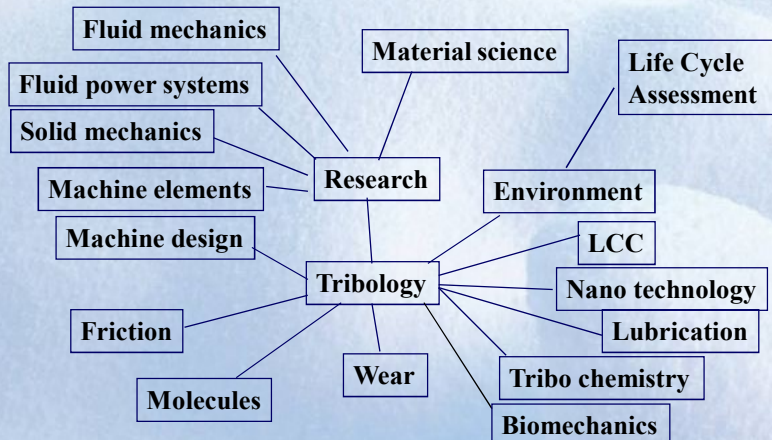 Fluid mechanics
Material science
Life Cycle
Assessment
Fluid power systems
Solid mechanics
Research
Machine elements
Environment
Machine design
LCC
Tribology
Nano technology
Friction
Lubrication
Wear
Tribo chemistry
Molecules
Biomechanics